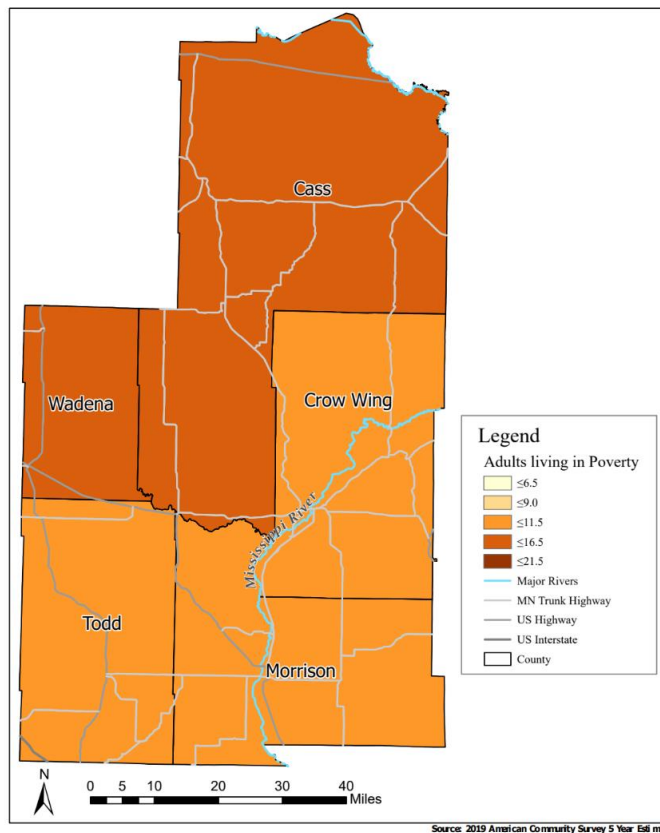 Cass
Wadena
Crow Wing
Mississippi River
Todd
Morrison
Legend
Adults living in Poverty
≤6.5
≤9.0
≤11.5
≤16.5
≤21.5
Major Rivers
MN Trunk Highway
US Highway
US Interstate
County
N
0 5 10 20 30 40
Miles
Source: 2019 American Community Survey 5 Year Estim